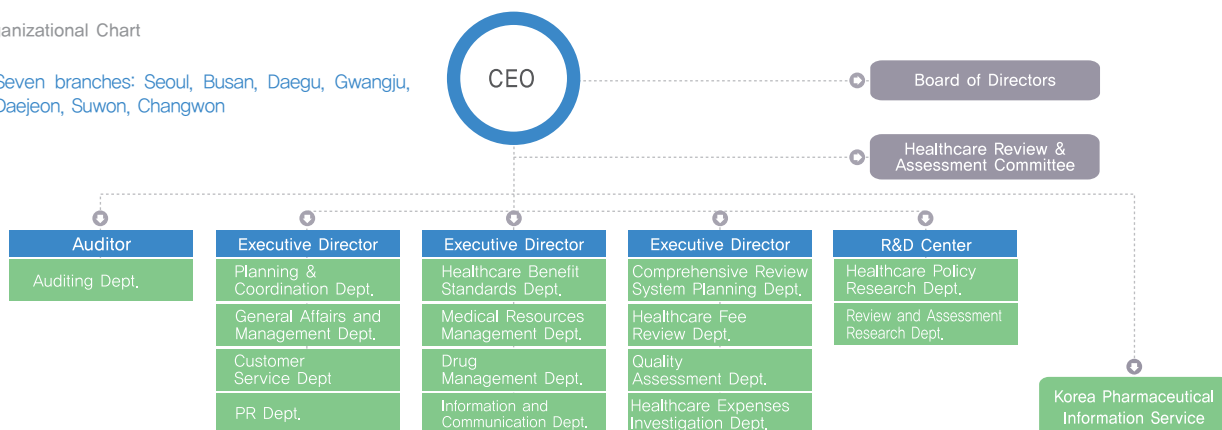 anizational Chart
Seven branches: Seoul, Busan, Daegu, Gwangju,
Daejeon, Suwon, Changwon
CEO
Board of Directors
Healthcare Review &
Assessment Committee
Auditor
Auditing Dept.
Executive Director
Planning &
Coordination Dept.
General Affairs and
Management Dept.
Customer
Service Dept
PR Dept.
Executive Director
Healthcare Benefit
Standards Dept.
Medical Resources
Management Dept.
Drug
Management Dept.
Information and
Communication Dept.
Executive Director
Comprehensive Review
System Planning Dept.
Healthcare Fee
Review Dept.
Quality
Assessment Dept.
Healthcare Expenses
Investigation Dept.
R&D Center
Healthcare Policy
Research Dept.
Review and Assessment
Research Dept.
Korea Pharmaceutical
Information Service